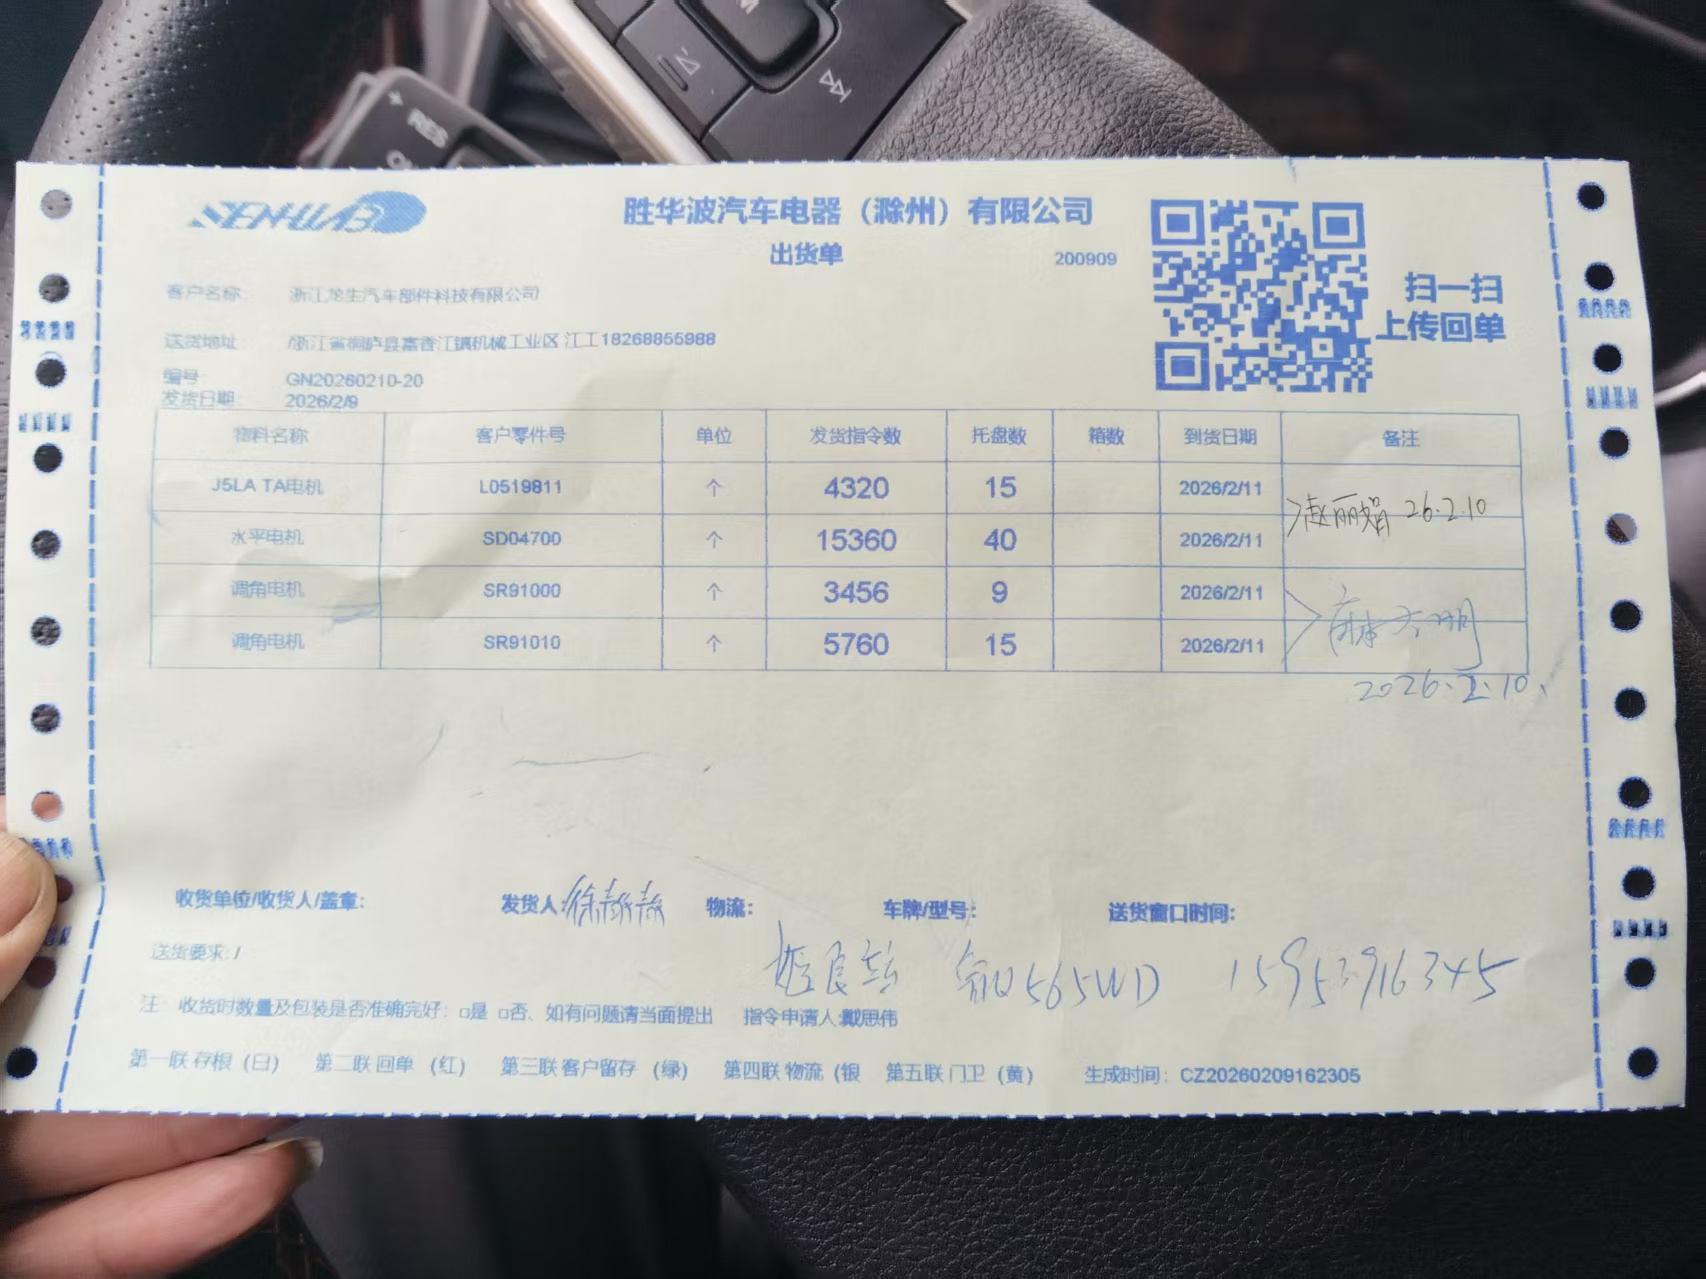 RES
SENHUAB
胜华波汽车电器（滁州）有限公司
出货单
200909
扫一扫
上传回单
客户名称： 浙江龙生汽车部件科技有限公司
送货地址： 浙江省桐庐县富春江镇机械工业区 江工18268855988
编号： GN20260210-20
发货日期： 2026/2/9
物料名称 客户零件号 单位 发货指令数 托盘数 箱数 到货日期 备注
J5LA TA电机 L0519811 个 4320 15 2026/2/11
赵丽娟 26.2.10
水平电机 SD04700 个 15360 40 2026/2/11
调角电机 SR91000 个 3456 9 2026/2/11
调角电机 SR91010 个 5760 15 2026/2/11
2026.2.10.
收货单位/收货人/盖章： 发货人： 物流： 车牌/型号： 送货窗口时间：
565WD 15953916345
送货要求：/
注 收货时数量及包装是否准确完好：□是 □否、如有问题请当面提出 指令申请人：戴思伟
第一联 存根（白） 第二联 回单（红） 第三联 客户留存（绿） 第四联 物流（银 第五联 门卫（黄） 生成时间：CZ20260209162305